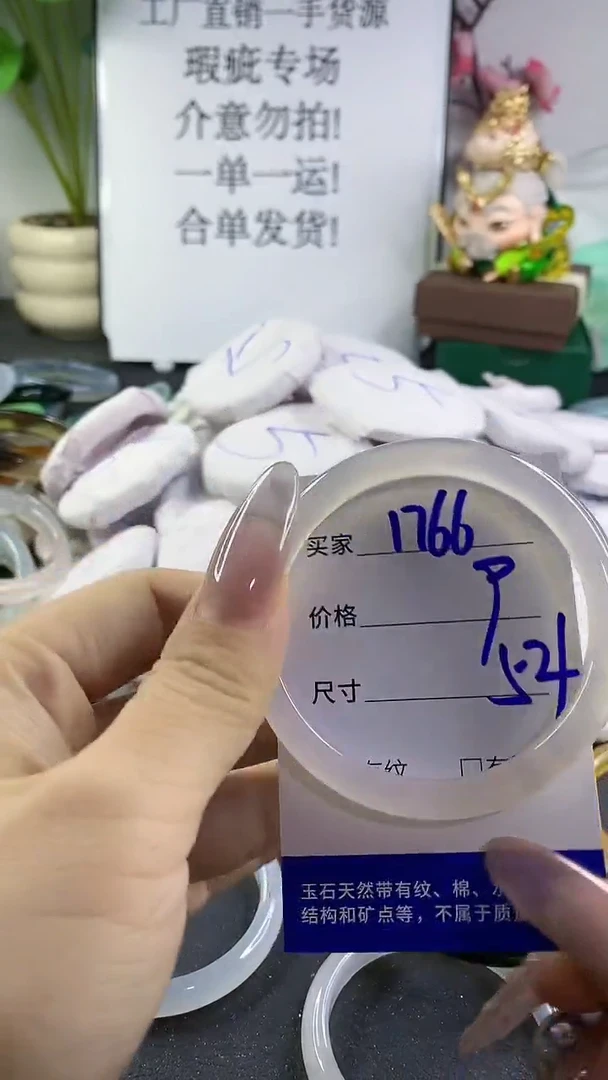 工厂直销一手货源
瑕疵专场
介意勿拍!
一单一运!
合单发货!
买家 1766
价格
尺寸 54
玉石天然带有纹、棉、
结构和矿点等，不属于质